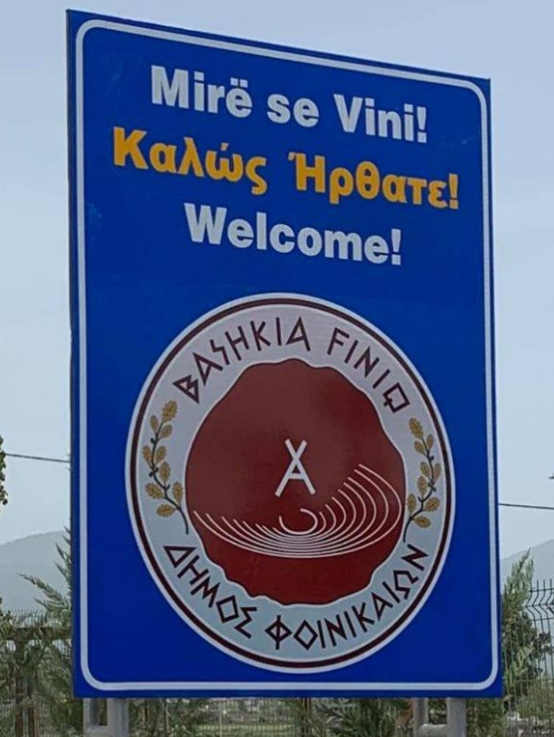 Mirë se Vini!
Καλώς Ήρθατε!
Welcome!
BASHKIA FINIQ
ΔΗΜΟΣ ΦΟΙΝΙΚΑΙΩΝ